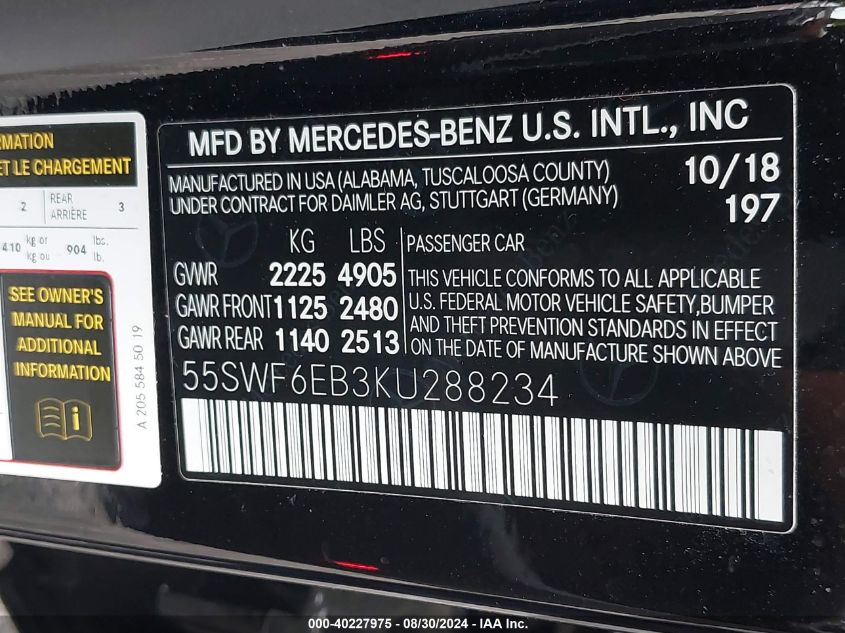 RMATION
ET LE CHARGEMENT
2 REAR ARRIÈRE 3
410 kg or kg ou 904 lbs. lb.
SEE OWNER'S
MANUAL FOR
ADDITIONAL
INFORMATION
A 205 584 50 19
MFD BY MERCEDES-BENZ U.S. INTL., INC
MANUFACTURED IN USA (ALABAMA, TUSCALOOSA COUNTY) 10/18
UNDER CONTRACT FOR DAIMLER AG, STUTTGART (GERMANY) 197
KG LBS PASSENGER CAR
GVWR 2225 4905
GAWR FRONT 1125 2480
GAWR REAR 1140 2513
THIS VEHICLE CONFORMS TO ALL APPLICABLE
U.S. FEDERAL MOTOR VEHICLE SAFETY,BUMPER
AND THEFT PREVENTION STANDARDS IN EFFECT
ON THE DATE OF MANUFACTURE SHOWN ABOVE
55SWF6EB3KU288234
000-40227975 - 08/30/2024 - IAA Inc.